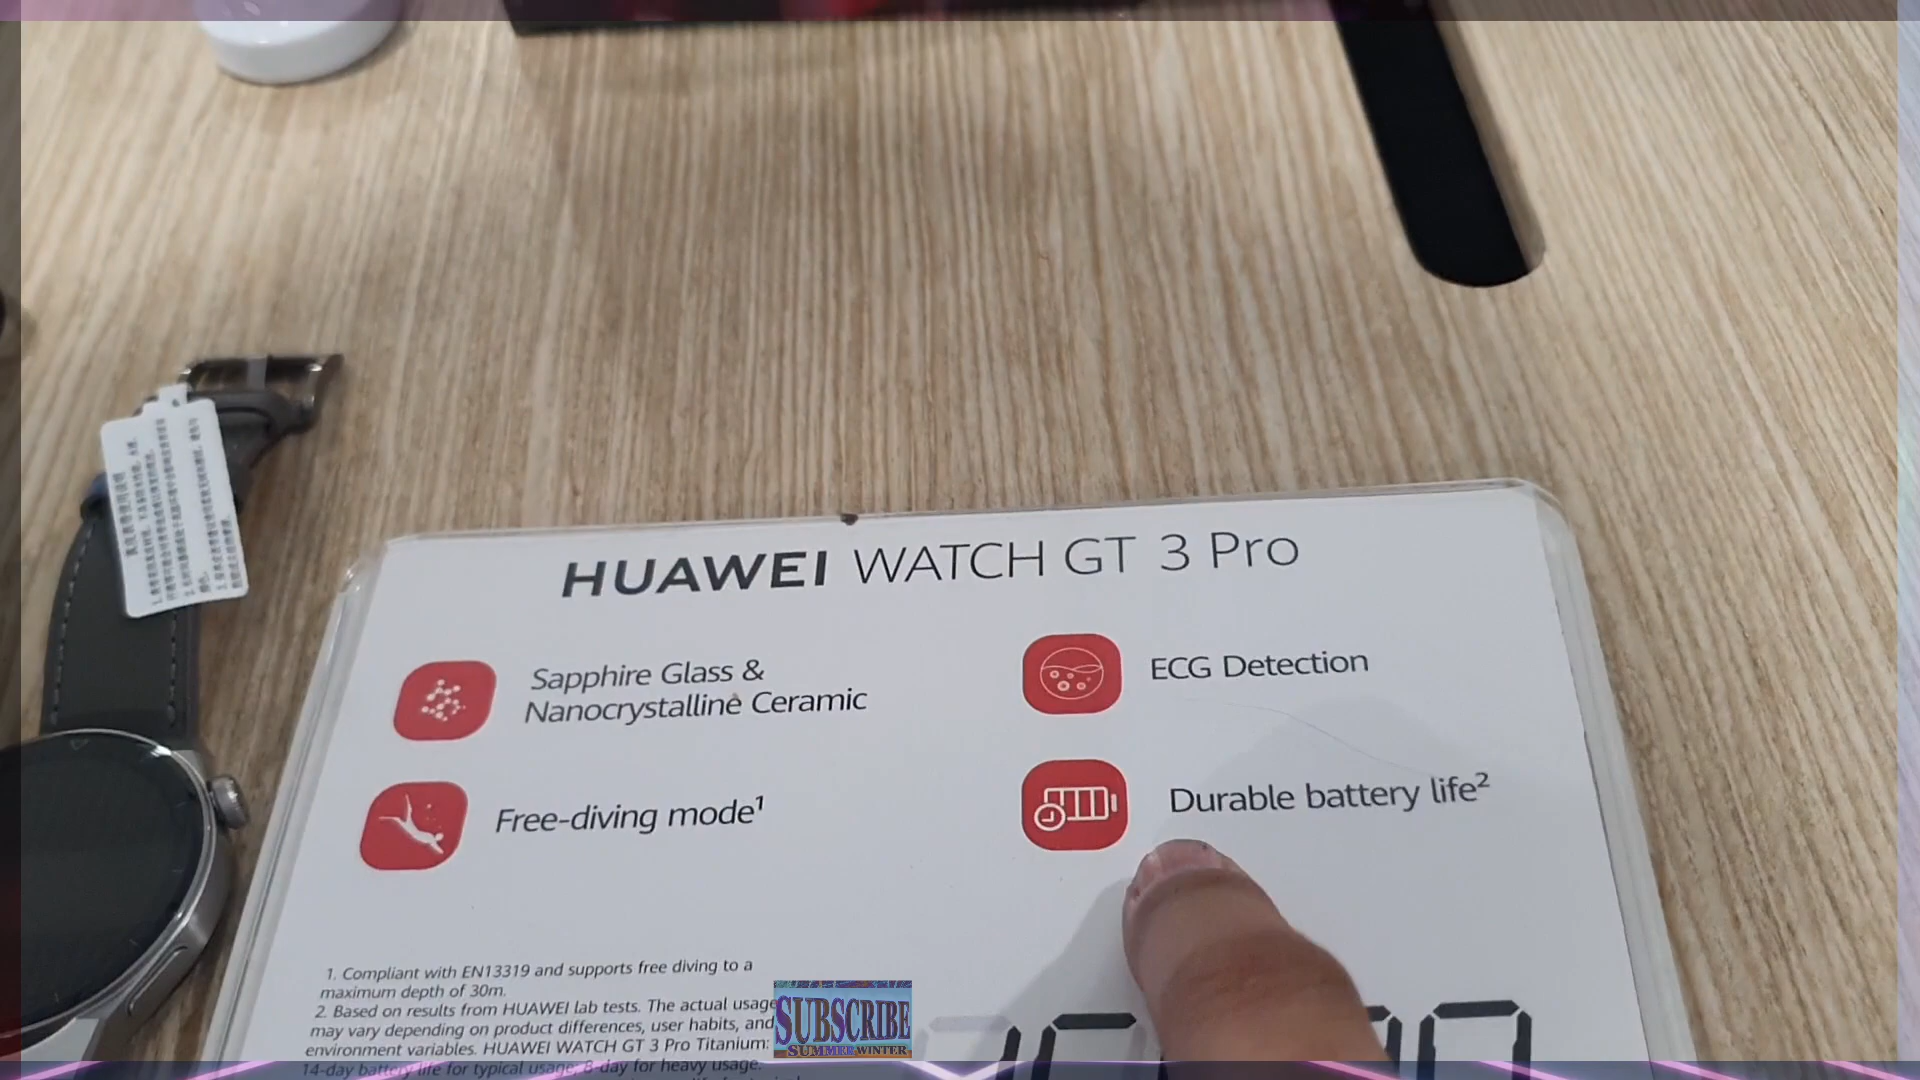 HUAWEI WATCH GT 3 Pro
Sapphire Glass &
Nanocrystalline Ceramic
ECG Detection
Free-diving mode¹
Durable battery life²
1. Compliant with EN13319 and supports free diving to a
maximum depth of 30m.
2. Based on results from HUAWEI lab tests. The actual usage
may vary depending on product differences, user habits, and
environment variables. HUAWEI WATCH GT 3 Pro Titanium:
14-day battery life for typical usage, 8-day for heavy usage.
SUBSCRIBE
SUMMER WINTER